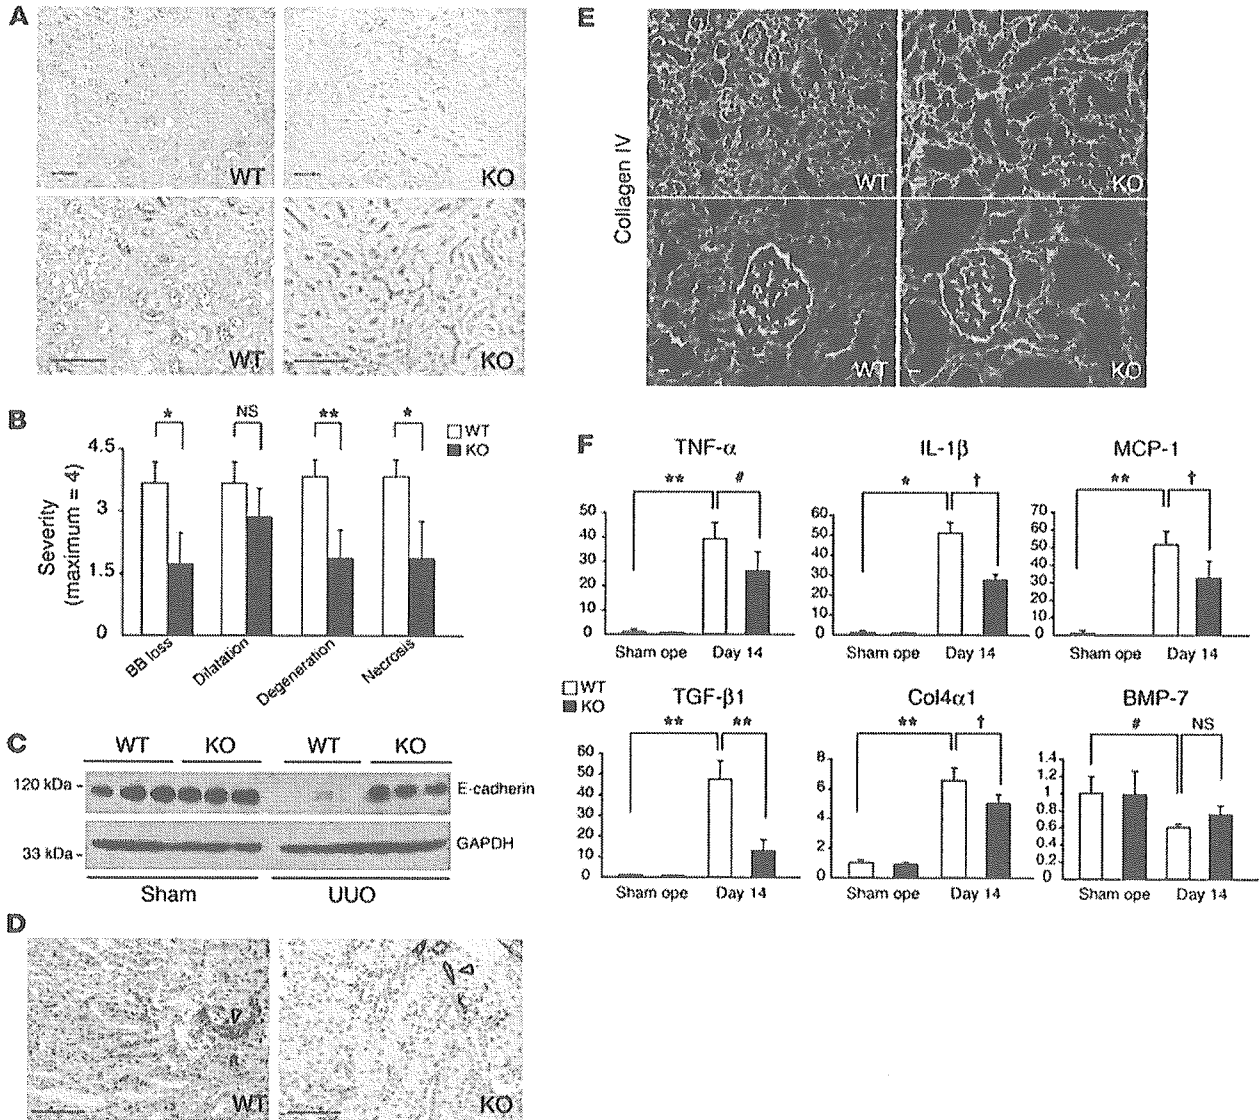 A
WT
KO
WT
KO
B
* NS ** *
WT
KO
4.5
3
1.5
0
Severity
(maximum = 4)
BB loss
Dilatation
Degeneration
Necrosis
C
WT KO WT KO
120 kDa
E-cadherin
33 kDa
GAPDH
Sham UUO
D
WT
KO
E
Collagen IV
WT
KO
WT
KO
F
TNF-α
** #
50
40
30
20
10
0
Sham ope Day 14
IL-1β
* †
60
50
40
30
20
10
0
Sham ope Day 14
MCP-1
** †
70
60
50
40
30
20
10
0
Sham ope Day 14
WT
KO
TGF-β1
** **
60
50
40
30
20
10
0
Sham ope Day 14
Col4α1
** †
8
6
4
2
0
Sham ope Day 14
BMP-7
# NS
1.4
1.2
1
0.8
0.6
0.4
0.2
0
Sham ope Day 14